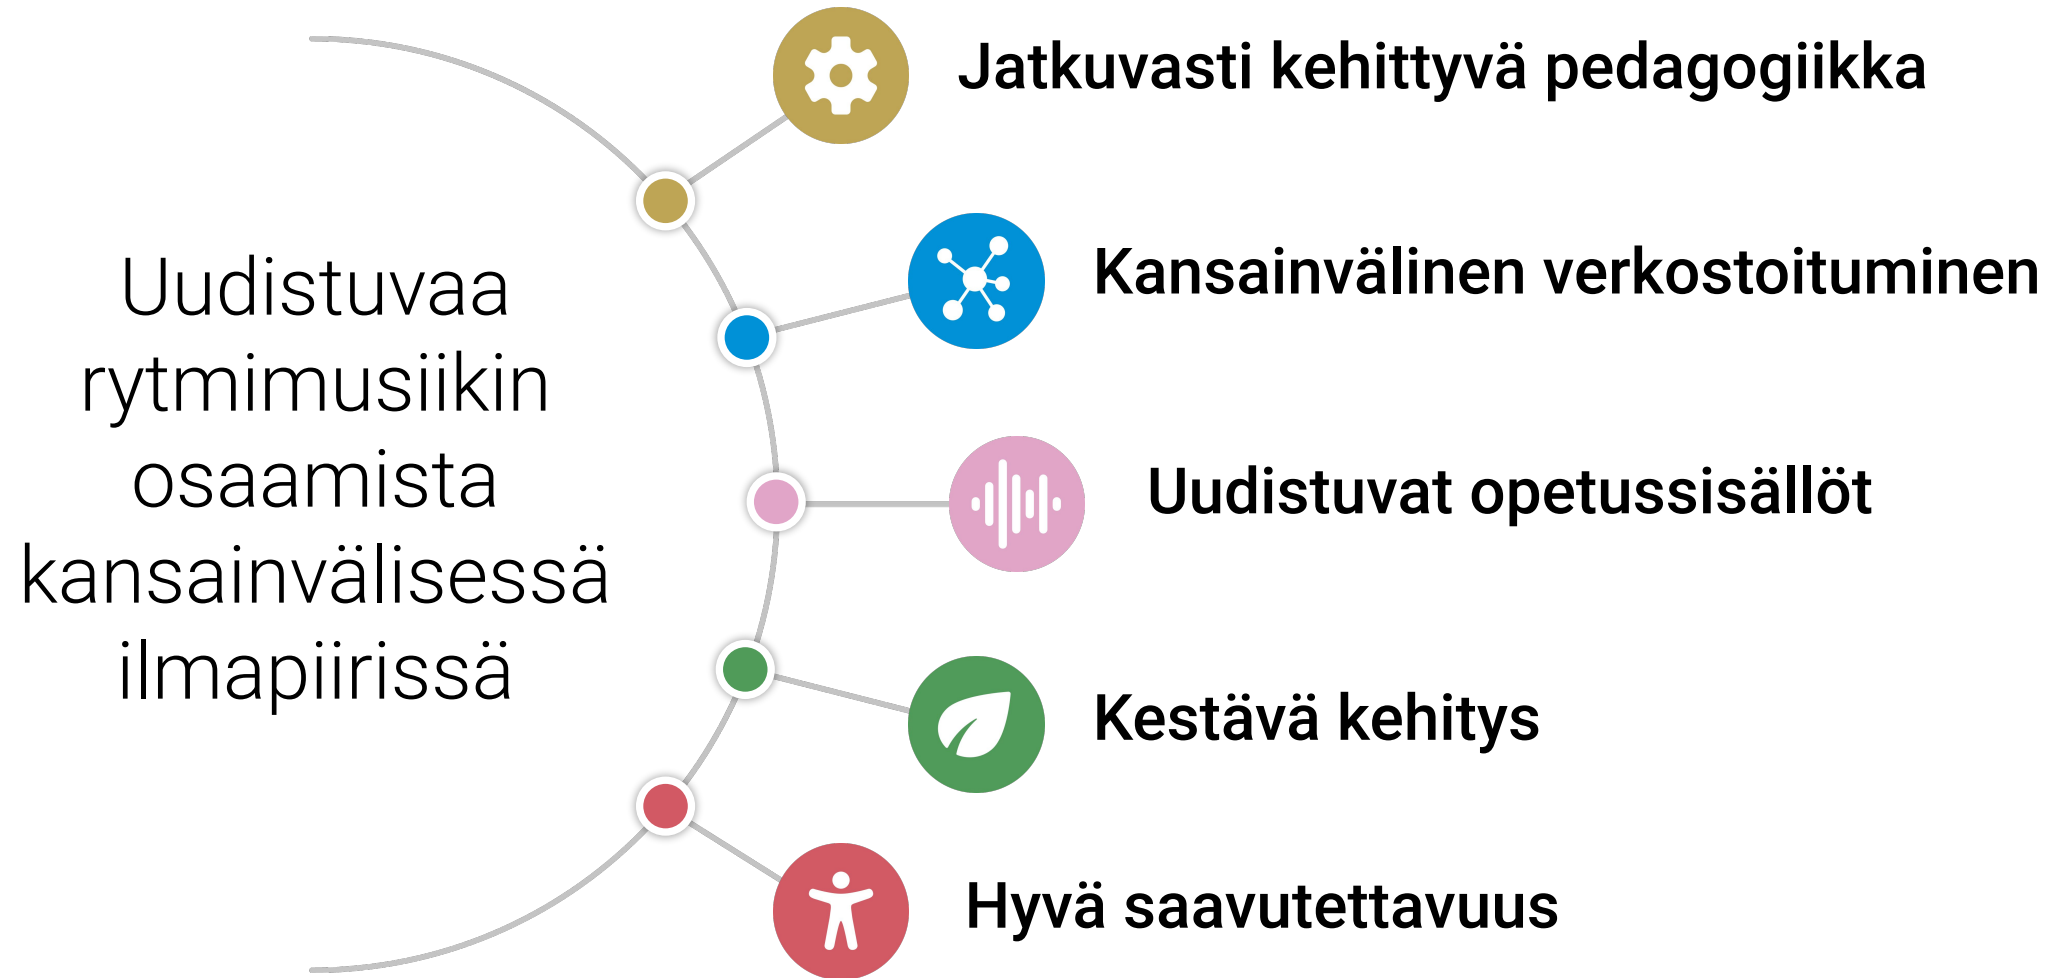 Uudistuvaa
rytmimusiikin
osaamista
kansainvälisessä
ilmapiirissä
Jatkuvasti kehittyvä pedagogiikka
Kansainvälinen verkostoituminen
Uudistuvat opetussisällöt
Kestävä kehitys
Hyvä saavutettavuus